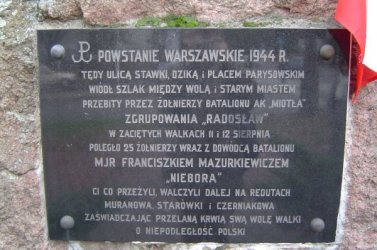 POWSTANIE WARSZAWSKIE 1944 R.
TĘDY ULICĄ STAWKI, DZIKĄ I PLACEM PARYSOWSKIM
WIÓDŁ SZLAK MIĘDZY WOLĄ I STARYM MIASTEM
PRZEBITY PRZEZ ŻOŁNIERZY BATALIONU AK „MIOTŁA”
ZGRUPOWANIA „RADOSŁAW”
W ZACIĘTYCH WALKACH 11 I 12 SIERPNIA
POLEGŁO 25 ŻOŁNIERZY WRAZ Z DOWÓDCĄ BATALIONU
MJR FRANCISZKIEM MAZURKIEWICZEM
„NIEBORA”
CI CO PRZEŻYLI, WALCZYLI DALEJ NA REDUTACH
MURANOWA, STARÓWKI I CZERNIAKOWA
ZAŚWIADCZAJĄC PRZELANĄ KRWIĄ SWĄ WOLĘ WALKI
O NIEPODLEGŁOŚĆ POLSKI